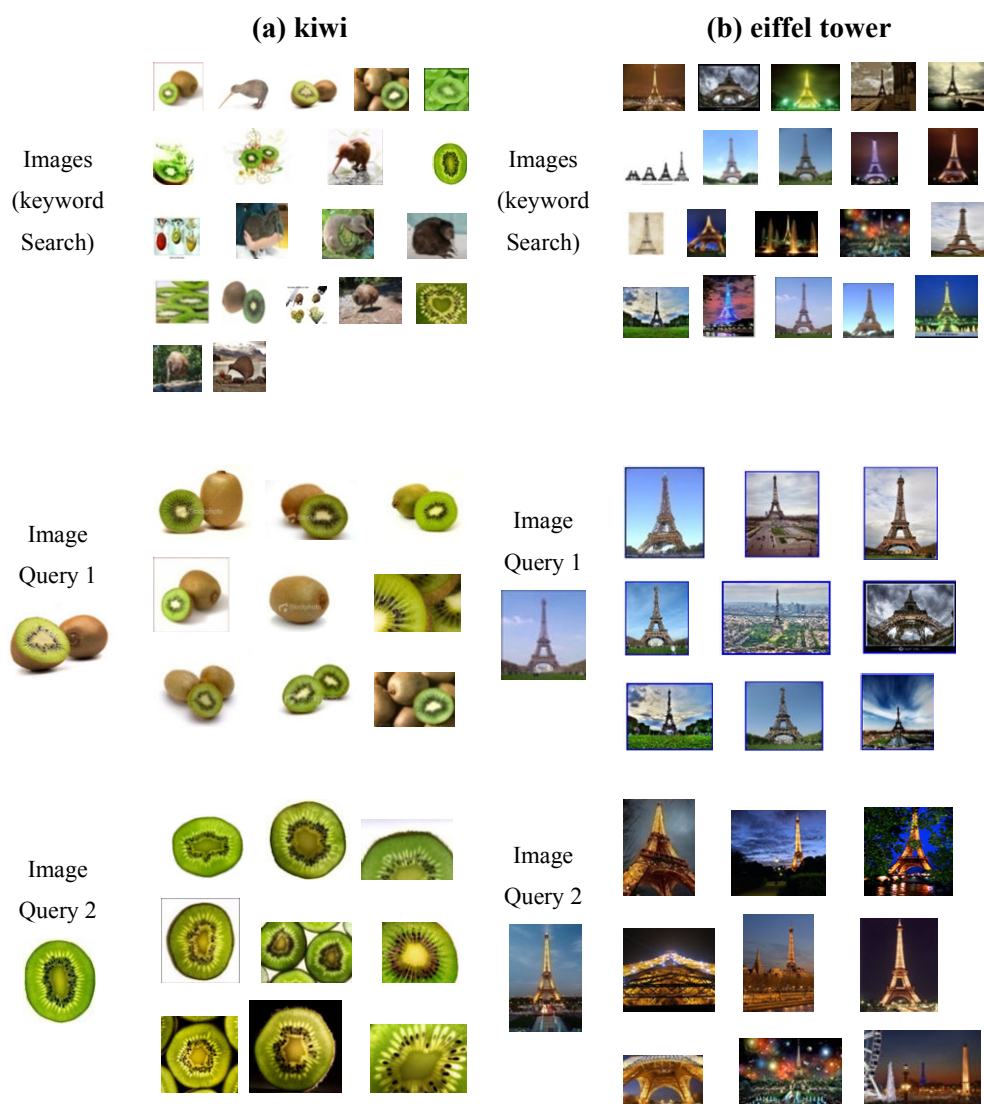 (a) kiwi
(b) eiffel tower
Images
(keyword
Search)
Images
(keyword
Search)
Image
Query 1
Image
Query 1
Image
Query 2
Image
Query 2